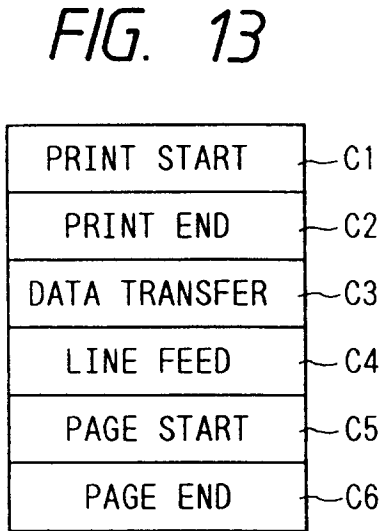 FIG. 13
PRINT START C1
PRINT END C2
DATA TRANSFER C3
LINE FEED C4
PAGE START C5
PAGE END C6